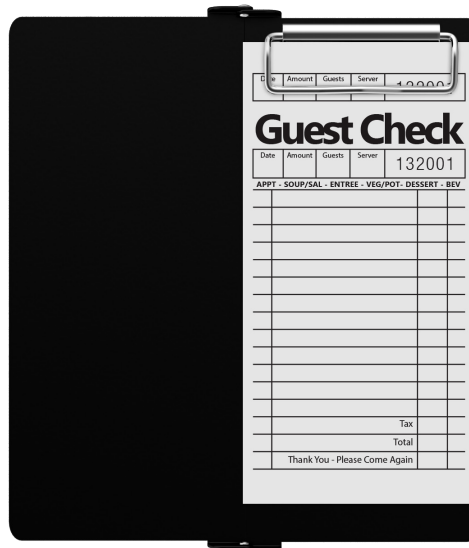 Date Amount Guests Server 132001
Guest Check
Date Amount Guests Server 132001
APPT - SOUP/SAL - ENTREE - VEG/POT- DESSERT - BEV
Tax
Total
Thank You - Please Come Again